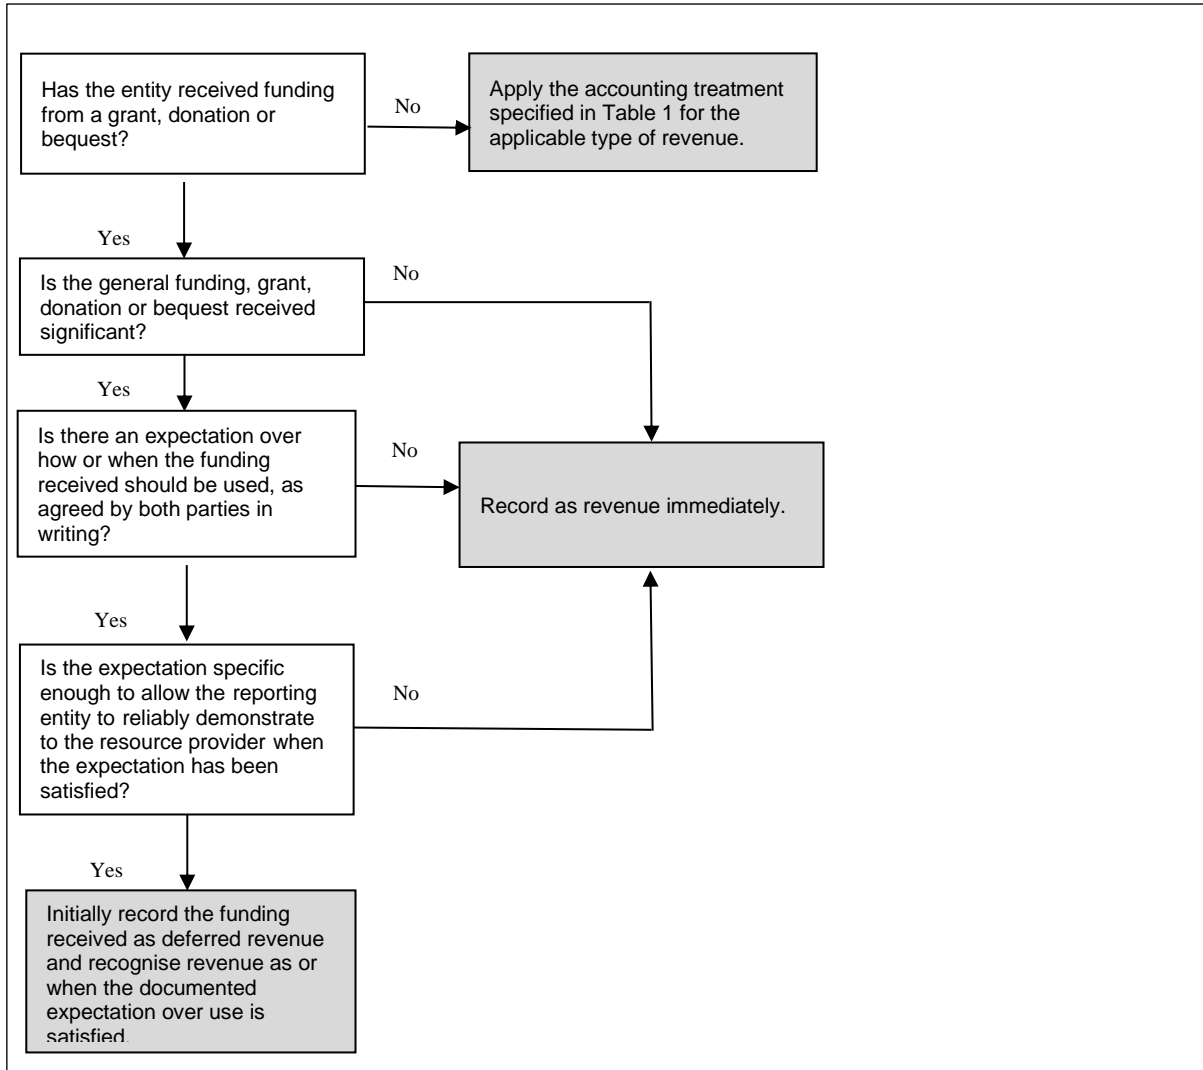 Has the entity received funding
from a grant, donation or
bequest?
No
Apply the accounting treatment
specified in Table 1 for the
applicable type of revenue.
Yes
Is the general funding, grant,
donation or bequest received
significant?
No
Yes
Is there an expectation over
how or when the funding
received should be used, as
agreed by both parties in
writing?
No
Record as revenue immediately.
Yes
Is the expectation specific
enough to allow the reporting
entity to reliably demonstrate
to the resource provider when
the expectation has been
satisfied?
No
Yes
Initially record the funding
received as deferred revenue
and recognise revenue as or
when the documented
expectation over use is
satisfied.